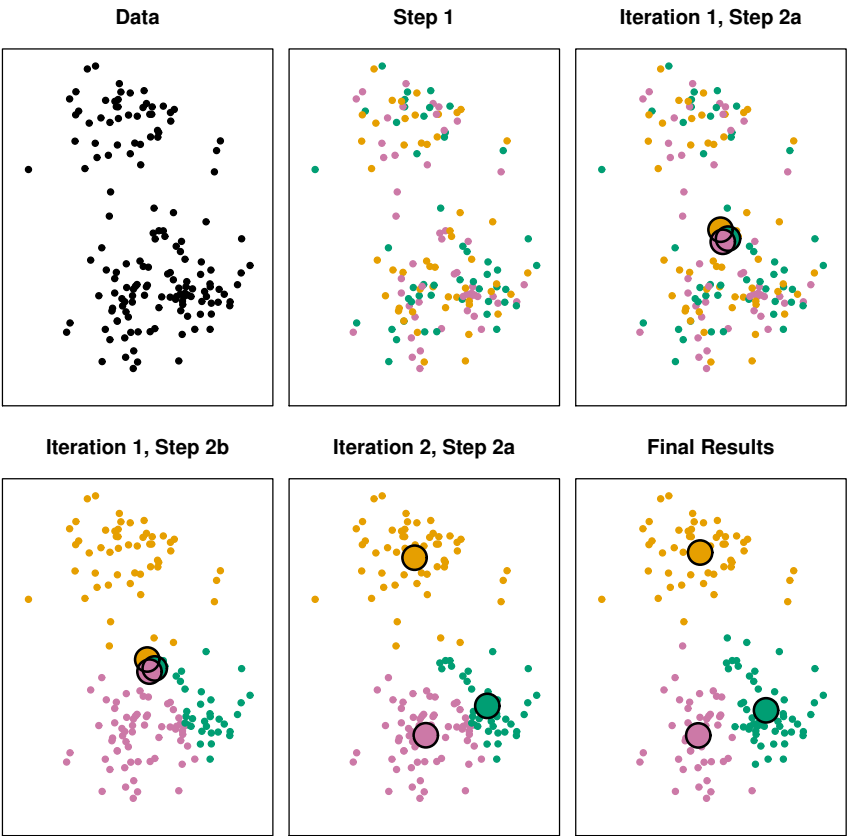 Data
Step 1
Iteration 1, Step 2a
Iteration 1, Step 2b
Iteration 2, Step 2a
Final Results